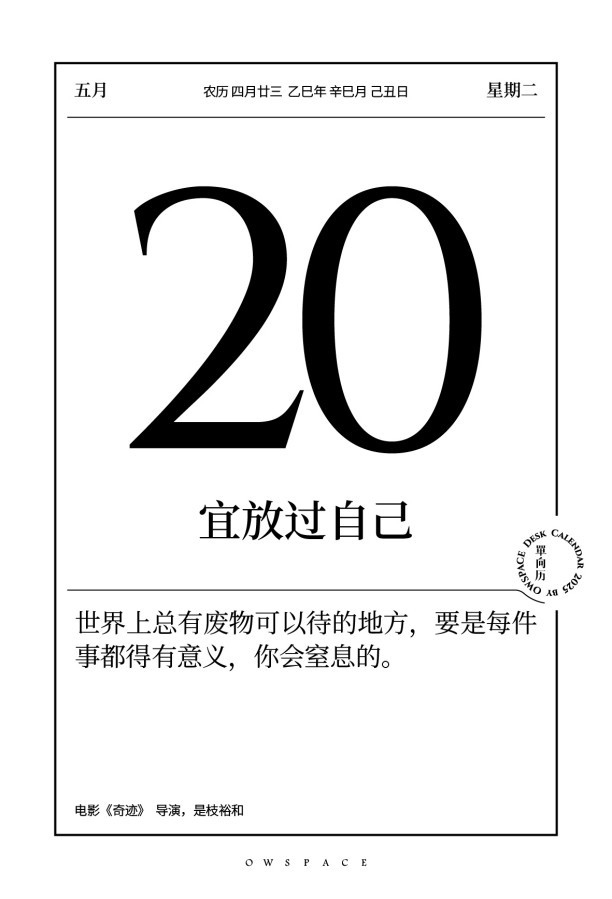 五月
农历 四月廿三 乙巳年 辛巳月 己丑日
星期二
20
宜放过自己
單向历
DESK CALENDAR 2025 BY OWSPACE
世界上总有废物可以待的地方，要是每件
事都得有意义，你会窒息的。
电影《奇迹》 导演，是枝裕和
OWSPACE